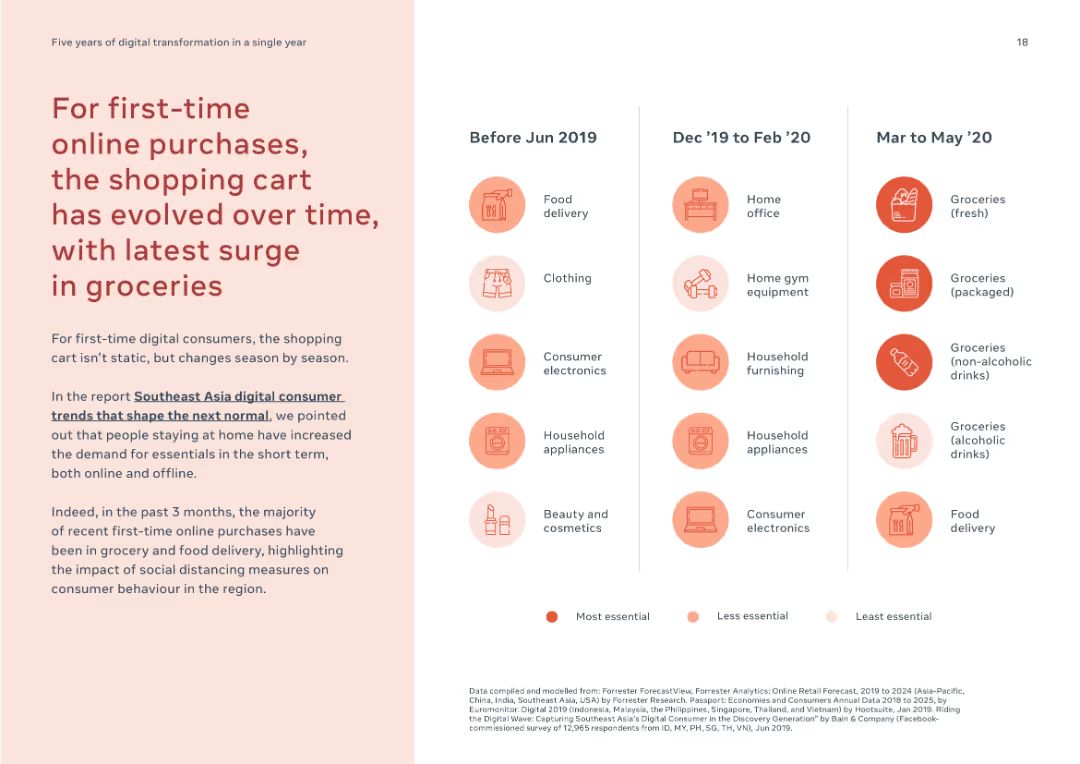 Five years of digital transformation in a single year
18
For first-time
online purchases,
the shopping cart
has evolved over time,
with latest surge
in groceries
For first-time digital consumers, the shopping
cart isn't static, but changes season by season.
In the report Southeast Asia digital consumer
trends that shape the next normal, we pointed
out that people staying at home have increased
the demand for essentials in the short term,
both online and offline.
Indeed, in the past 3 months, the majority
of recent first-time online purchases have
been in grocery and food delivery, highlighting
the impact of social distancing measures on
consumer behaviour in the region.
Before Jun 2019
Food
delivery
Clothing
Consumer
electronics
Household
appliances
Beauty and
cosmetics
Dec '19 to Feb '20
Home
office
Home gym
equipment
Household
furnishing
Household
appliances
Consumer
electronics
Mar to May '20
Groceries
(fresh)
Groceries
(packaged)
Groceries
(non-alcoholic
drinks)
Groceries
(alcoholic
drinks)
Food
delivery
Most essential
Less essential
Least essential
Data compiled and modelled from: Forrester ForecastView, Forrester Analytics: Online Retail Forecast, 2019 to 2024 (Asia-Pacific,
China, India, Southeast Asia, USA) by Forrester Research. Passport: Economies and Consumers Annual Data 2018 to 2025, by
Euromonitor. Digital 2019 (Indonesia, Malaysia, the Philippines, Singapore, Thailand, and Vietnam) by Hootsuite, Jan 2019. Riding
the Digital Wave: Capturing Southeast Asia's Digital Consumer in the Discovery Generation" by Bain & Company (Facebook-
commissioned survey of 12,965 respondents from ID, MY, PH, SG, TH, VN), Jun 2019.